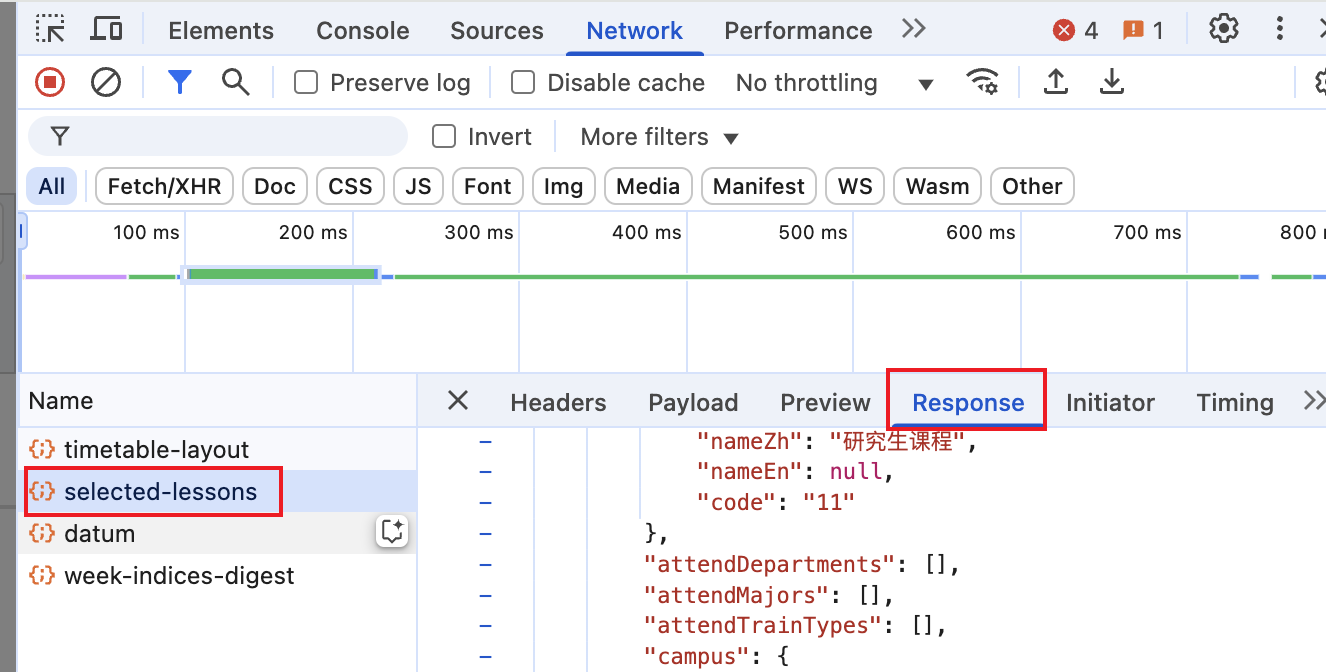 Elements Console Sources Network Performance 4 1
Preserve log Disable cache No throttling
Invert More filters
All Fetch/XHR Doc CSS JS Font Img Media Manifest WS Wasm Other
100 ms 200 ms 300 ms 400 ms 500 ms 600 ms 700 ms 800
Name Headers Payload Preview Response Initiator Timing
timetable-layout
selected-lessons
datum
week-indices-digest
"nameZh": "研究生课程",
"nameEn": null,
"code": "11"
},
"attendDepartments": [],
"attendMajors": [],
"attendTrainTypes": [],
"campus": {